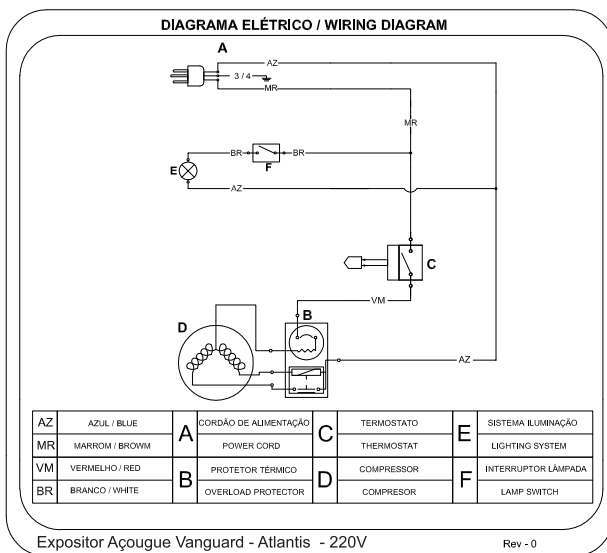 DIAGRAMA ELÉTRICO / WIRING DIAGRAM
A
AZ
3 / 4
MR
MR
BR
BR
F
E
AZ
C
VM
B
D
AZ
AZ AZUL / BLUE
MR MARROM / BROWM
VM VERMELHO / RED
BR BRANCO / WHITE
A CORDÃO DE ALIMENTAÇÃO
POWER CORD
B PROTETOR TÉRMICO
OVERLOAD PROTECTOR
C TERMOSTATO
THERMOSTAT
D COMPRESSOR
COMPRESOR
E SISTEMA ILUMINAÇÃO
LIGHTING SYSTEM
F INTERRUPTOR LÂMPADA
LAMP SWITCH
Expositor Açougue Vanguard - Atlantis - 220V
Rev - 0